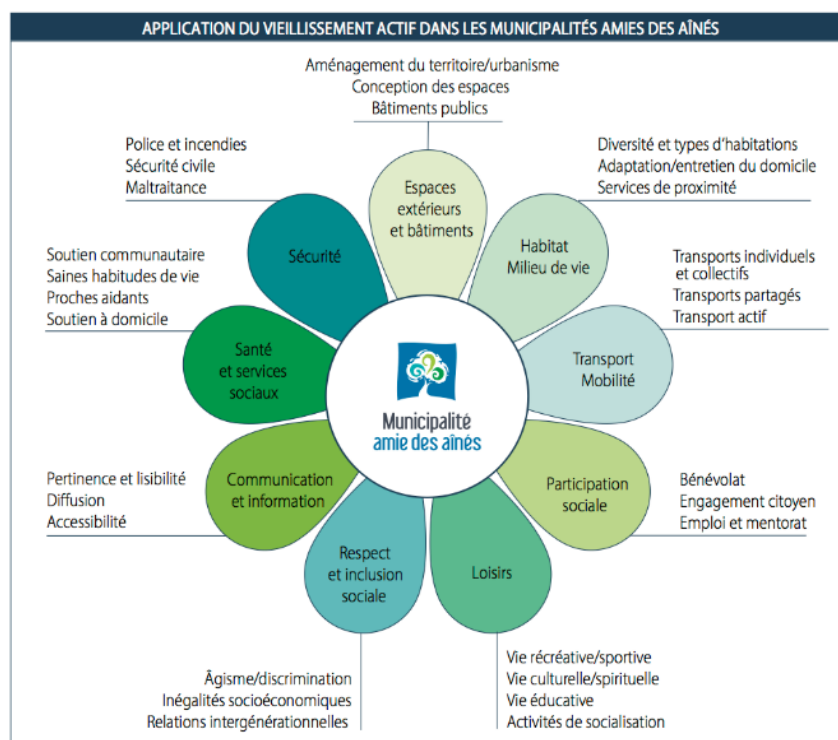 APPLICATION DU VIEILLISSEMENT ACTIF DANS LES MUNICIPALITÉS AMIES DES AÎNÉS
Aménagement du territoire/urbanisme
Conception des espaces
Bâtiments publics
Espaces
extérieurs
et bâtiments
Diversité et types d'habitations
Adaptation/entretien du domicile
Services de proximité
Habitat
Milieu de vie
Transports individuels
et collectifs
Transports partagés
Transport actif
Transport
Mobilité
Bénévolat
Engagement citoyen
Emploi et mentorat
Participation
sociale
Loisirs
Vie récréative/sportive
Vie culturelle/spirituelle
Vie éducative
Activités de socialisation
Respect
et inclusion
sociale
Âgisme/discrimination
Inégalités socioéconomiques
Relations intergénérationnelles
Communication
et information
Pertinence et lisibilité
Diffusion
Accessibilité
Santé
et services
sociaux
Soutien communautaire
Saines habitudes de vie
Proches aidants
Soutien à domicile
Sécurité
Police et incendies
Sécurité civile
Maltraitance
Municipalité
amie des aînés